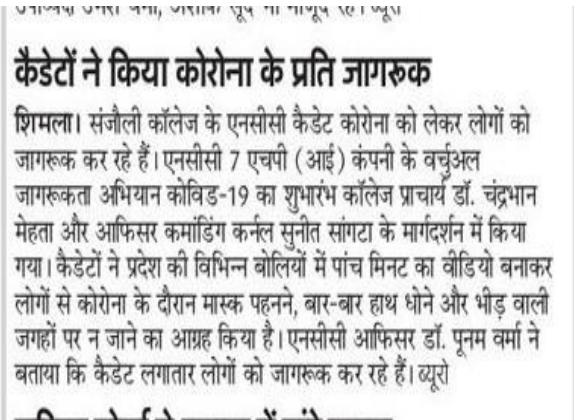 कैडेटों ने किया कोरोना के प्रति जागरूक
शिमला। संजौली कॉलेज के एनसीसी कैडेट कोरोना को लेकर लोगों को
जागरूक कर रहे हैं। एनसीसी 7 एचपी (आई) कंपनी के वर्चुअल
जागरूकता अभियान कोविड-19 का शुभारंभ कॉलेज प्राचार्य डॉ. चंद्रभान
मेहता और आफिसर कमांडिंग कर्नल सुनीत सांगटा के मार्गदर्शन में किया
गया। कैडेटों ने प्रदेश की विभिन्न बोलियों में पांच मिनट का वीडियो बनाकर
लोगों से कोरोना के दौरान मास्क पहनने, बार-बार हाथ धोने और भीड़ वाली
जगहों पर न जाने का आग्रह किया है। एनसीसी आफिसर डॉ. पूनम वर्मा ने
बताया कि कैडेट लगातार लोगों को जागरूक कर रहे हैं। ब्यूरो